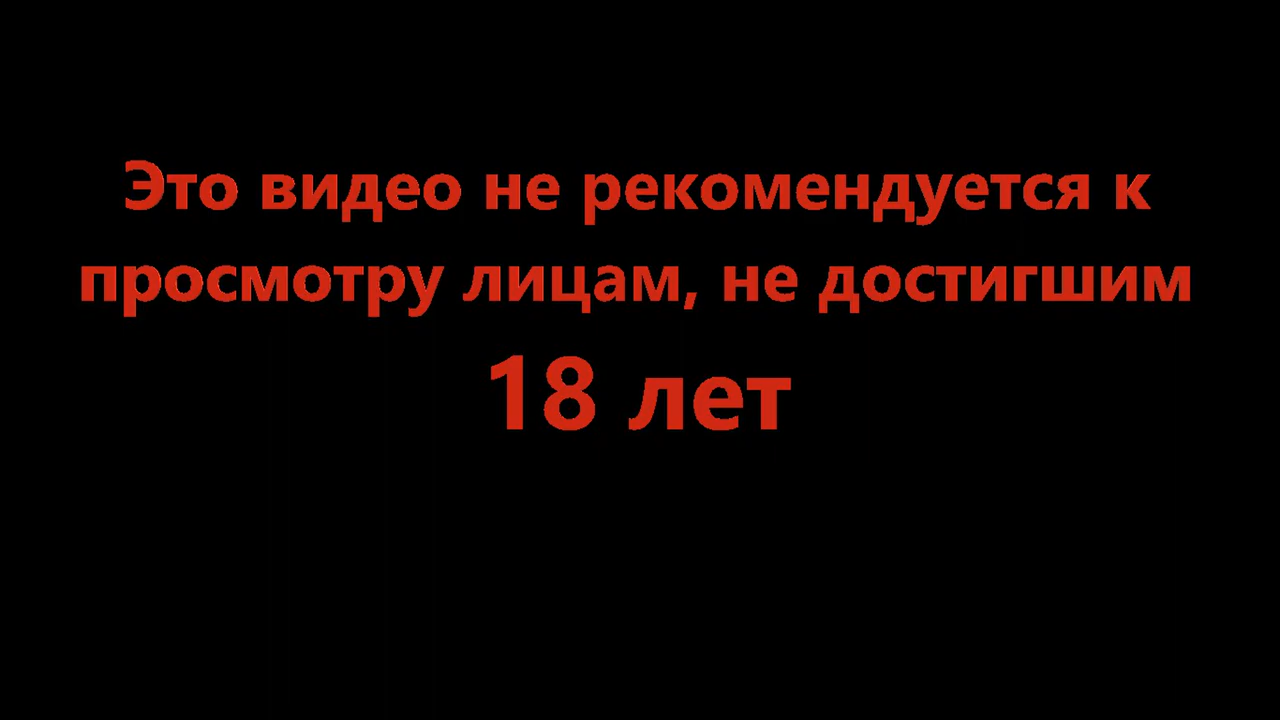 Это видео не рекомендуется к
просмотру лицам, не достигшим
18 лет